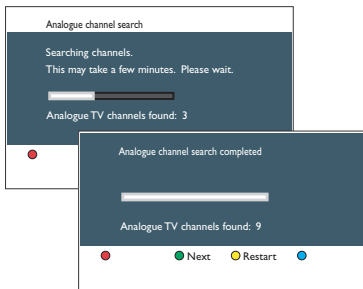 Analogue channel search
Searching channels.
This may take a few minutes. Please wait.
Analogue TV channels found: 3
Analogue channel search completed
Analogue TV channels found: 9
Next Restart